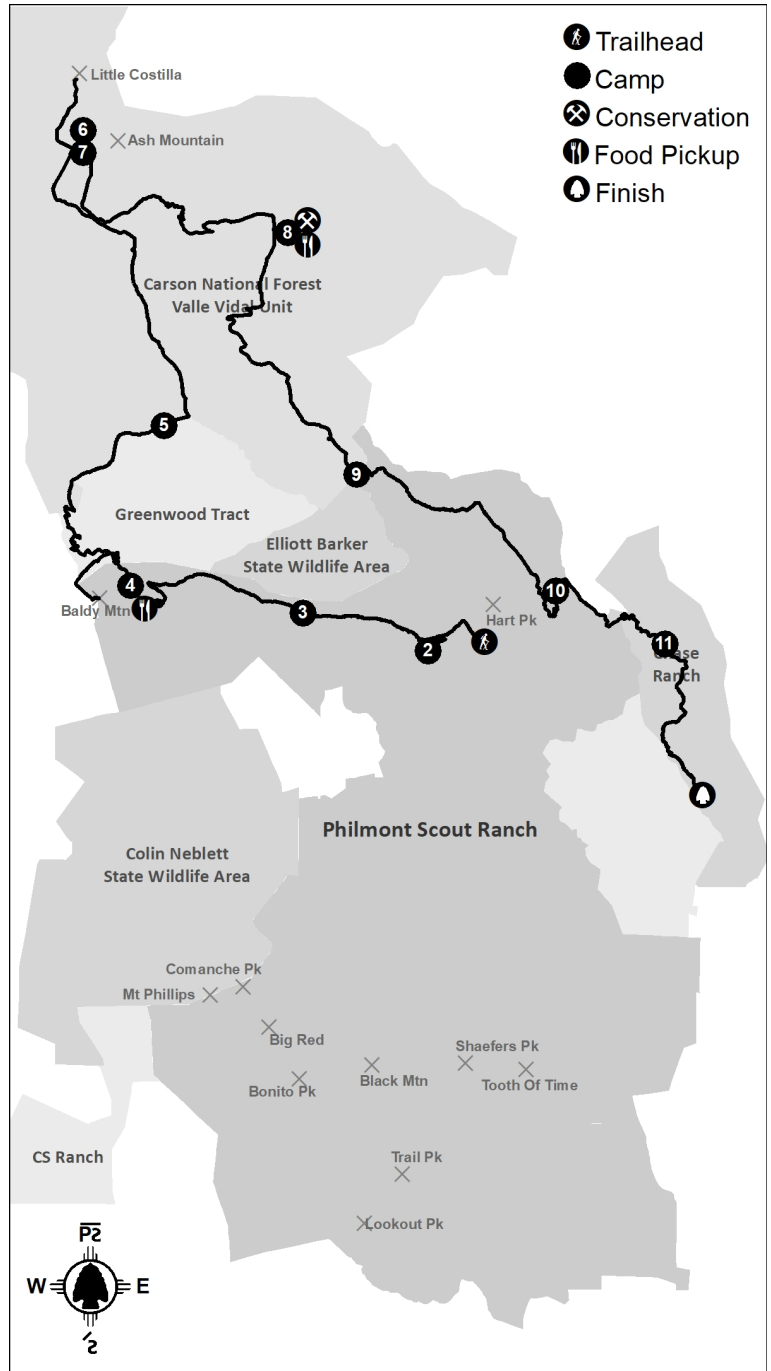 Trailhead
Camp
Conservation
Food Pickup
Finish
Little Costilla
6
Ash Mountain
7
8
Carson National Forest
Valle Vidal Unit
5
9
Greenwood Tract
Elliott Barker
State Wildlife Area
4
10
Baldy Mtn
3
Hart Pk
2
11
Chase
Ranch
Philmont Scout Ranch
Colin Neblett
State Wildlife Area
Comanche Pk
Mt Phillips
Big Red
Shaefers Pk
Black Mtn
Tooth Of Time
Bonito Pk
CS Ranch
Trail Pk
Lookout Pk
W E